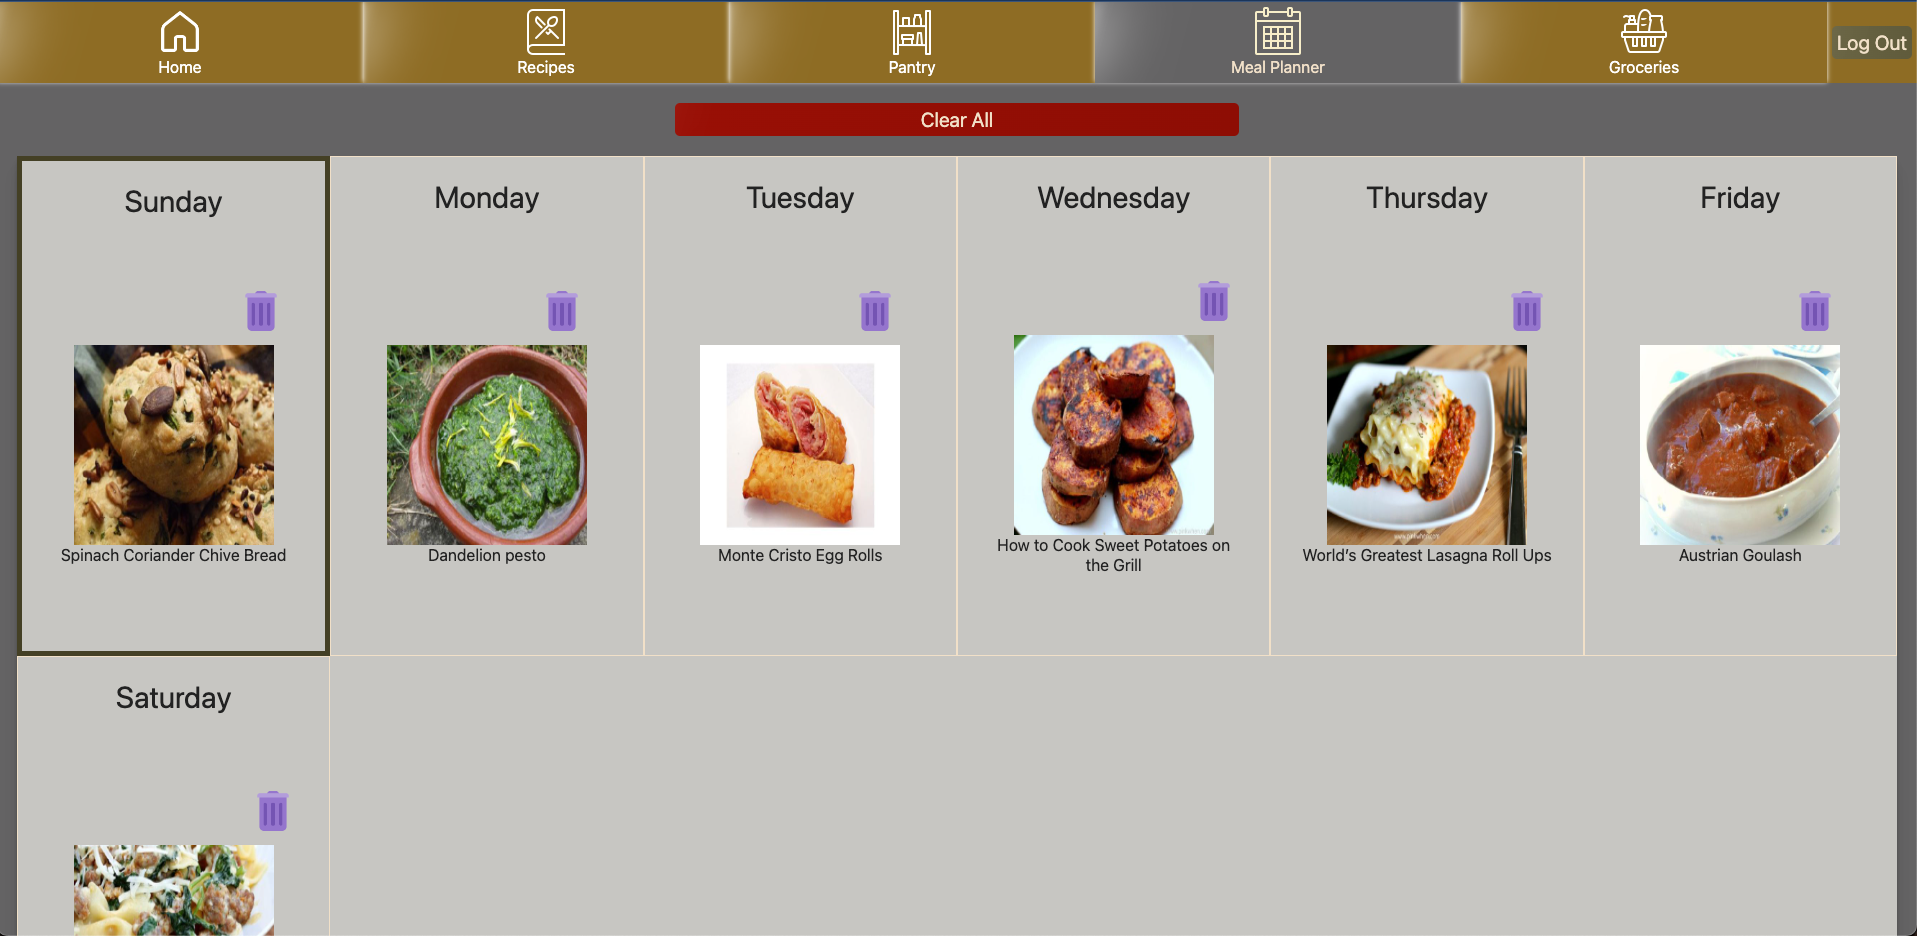 Home
Recipes
Pantry
Meal Planner
Groceries
Log Out
Clear All
Sunday
Monday
Tuesday
Wednesday
Thursday
Friday
Spinach Coriander Chive Bread
Dandelion pesto
Monte Cristo Egg Rolls
How to Cook Sweet Potatoes on
the Grill
World's Greatest Lasagna Roll Ups
Austrian Goulash
Saturday